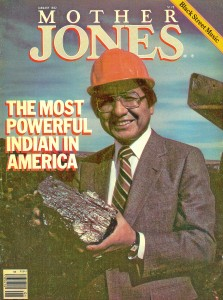 MOTHER
JONES
Black Street Music
THE MOST
POWERFUL
INDIAN IN
AMERICA